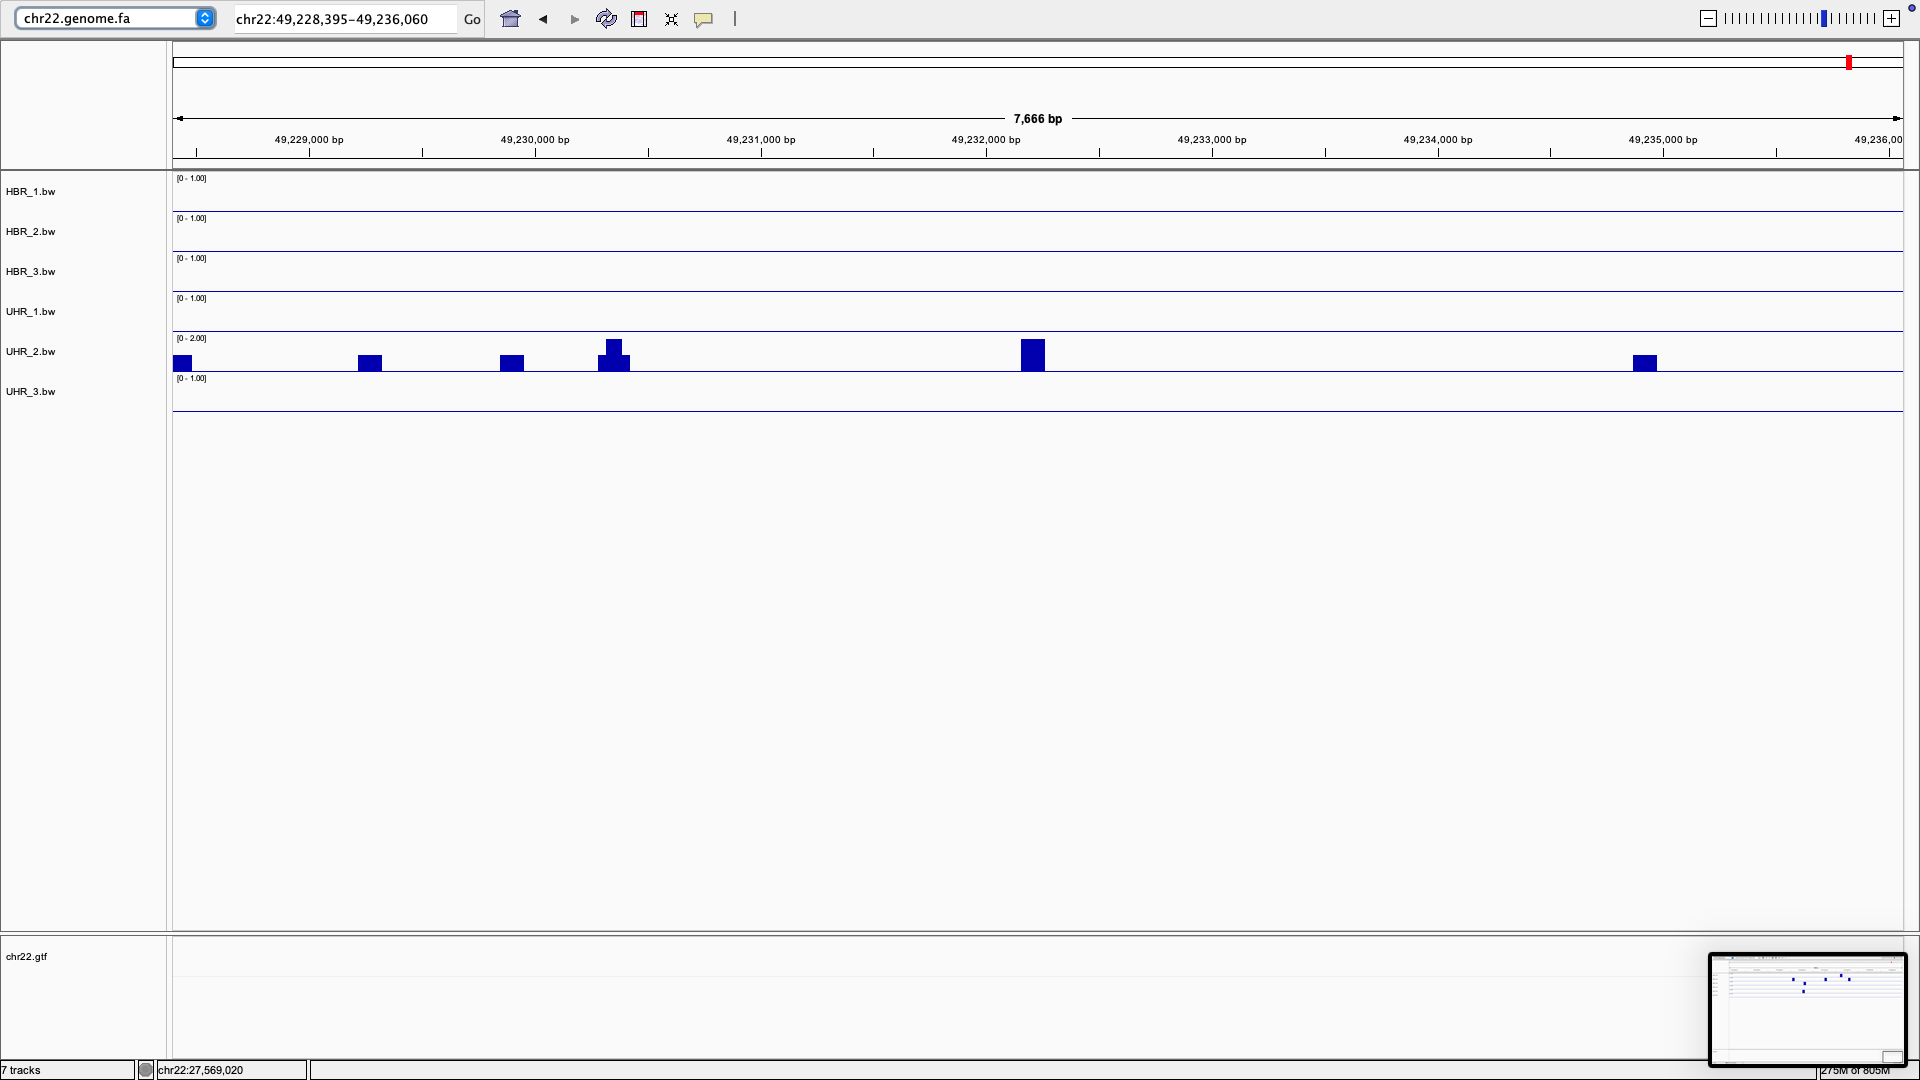 chr22.genome.fa
chr22:49,228,395-49,236,060
Go
7,666 bp
49,229,000 bp 49,230,000 bp 49,231,000 bp 49,232,000 bp 49,233,000 bp 49,234,000 bp 49,235,000 bp 49,236,00
HBR_1.bw [0 - 1.00]
HBR_2.bw [0 - 1.00]
HBR_3.bw [0 - 1.00]
UHR_1.bw [0 - 1.00]
UHR_2.bw [0 - 2.00]
UHR_3.bw [0 - 1.00]
chr22.gtf
7 tracks
chr22:27,569,020
275M of 805M